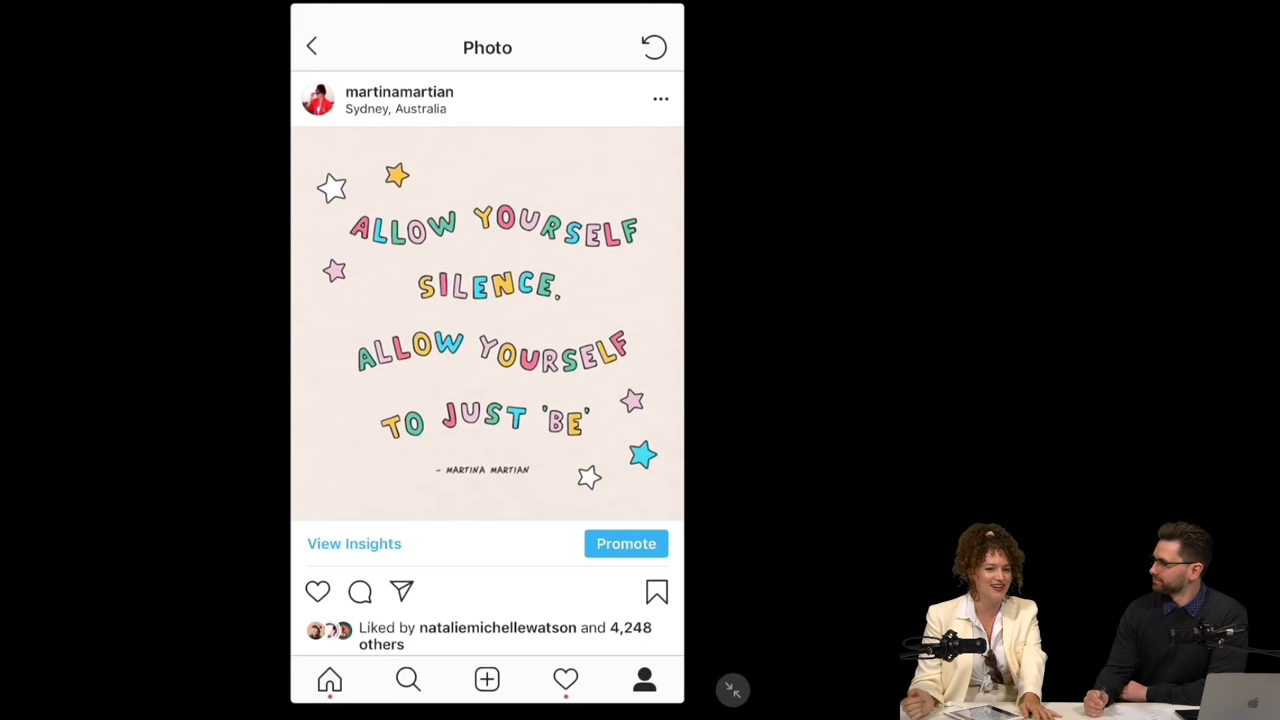 Photo
martinamartian
Sydney, Australia
ALLOW YOURSELF
SILENCE.
ALLOW YOURSELF
TO JUST 'BE'
- MARTINA MARTIAN
View Insights
Promote
Liked by nataliemichellewatson and 4,248
others